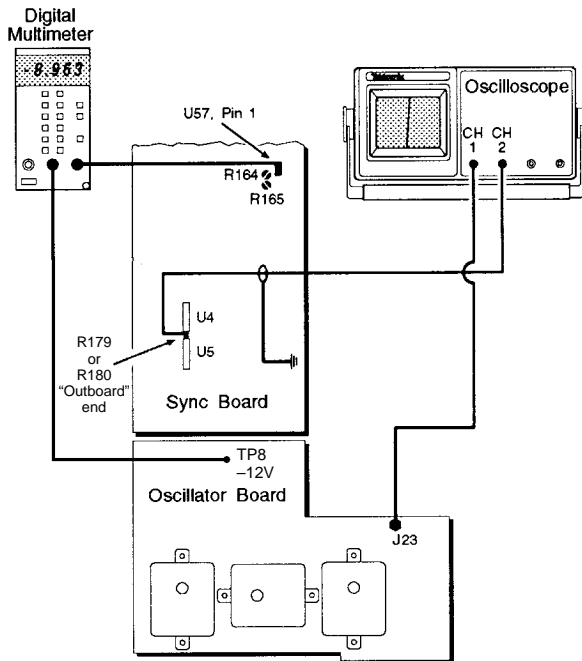 Digital
Multimeter
-8.963
Tektronix
Oscilloscope
CH
1
CH
2
U57, Pin 1
R164
R165
U4
U5
R179
or
R180
“Outboard”
end
Sync Board
TP8
–12V
Oscillator Board
J23